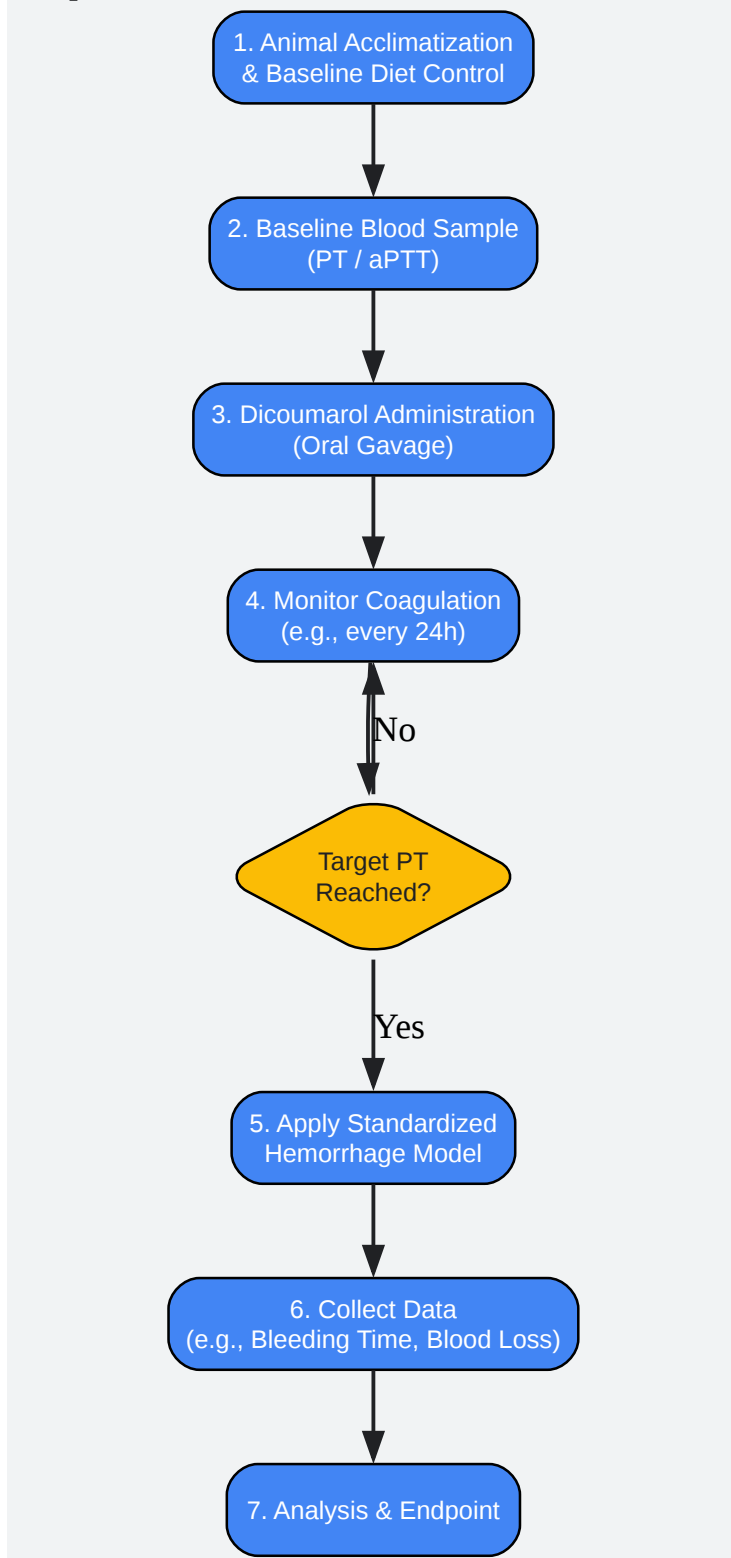 1. Animal Acclimatization
& Baseline Diet Control
2. Baseline Blood Sample
(PT / aPTT)
3. Dicoumarol Administration
(Oral Gavage)
4. Monitor Coagulation
(e.g., every 24h)
No
Target PT
Reached?
Yes
5. Apply Standardized
Hemorrhage Model
6. Collect Data
(e.g., Bleeding Time, Blood Loss)
7. Analysis & Endpoint